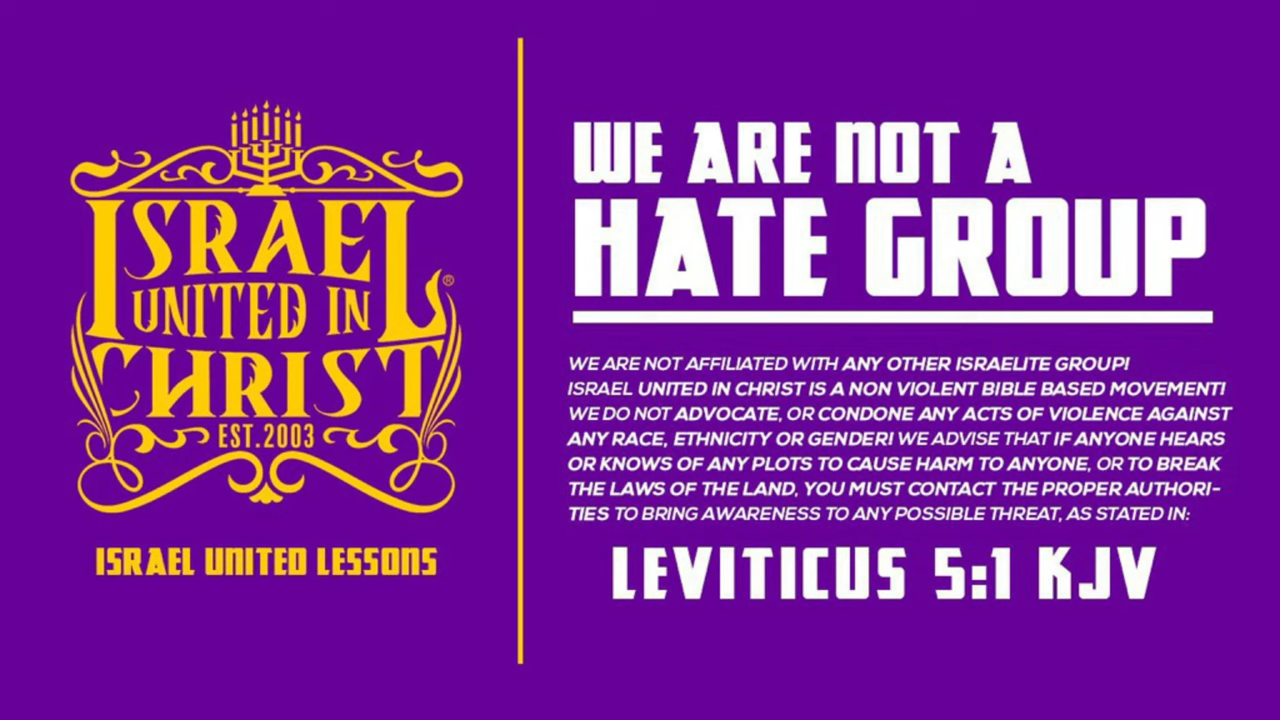 ISRAEL
UNITED IN
CHRIST
EST.2003
ISRAEL UNITED LESSONS
WE ARE NOT A
HATE GROUP
WE ARE NOT AFFILIATED WITH ANY OTHER ISRAELITE GROUP!
ISRAEL UNITED IN CHRIST IS A NON VIOLENT BIBLE BASED MOVEMENT!
WE DO NOT ADVOCATE, OR CONDONE ANY ACTS OF VIOLENCE AGAINST
ANY RACE, ETHNICITY OR GENDER! WE ADVISE THAT IF ANYONE HEARS
OR KNOWS OF ANY PLOTS TO CAUSE HARM TO ANYONE, OR TO BREAK
THE LAWS OF THE LAND, YOU MUST CONTACT THE PROPER AUTHORI-
TIES TO BRING AWARENESS TO ANY POSSIBLE THREAT, AS STATED IN:
LEVITICUS 5:1 KJV